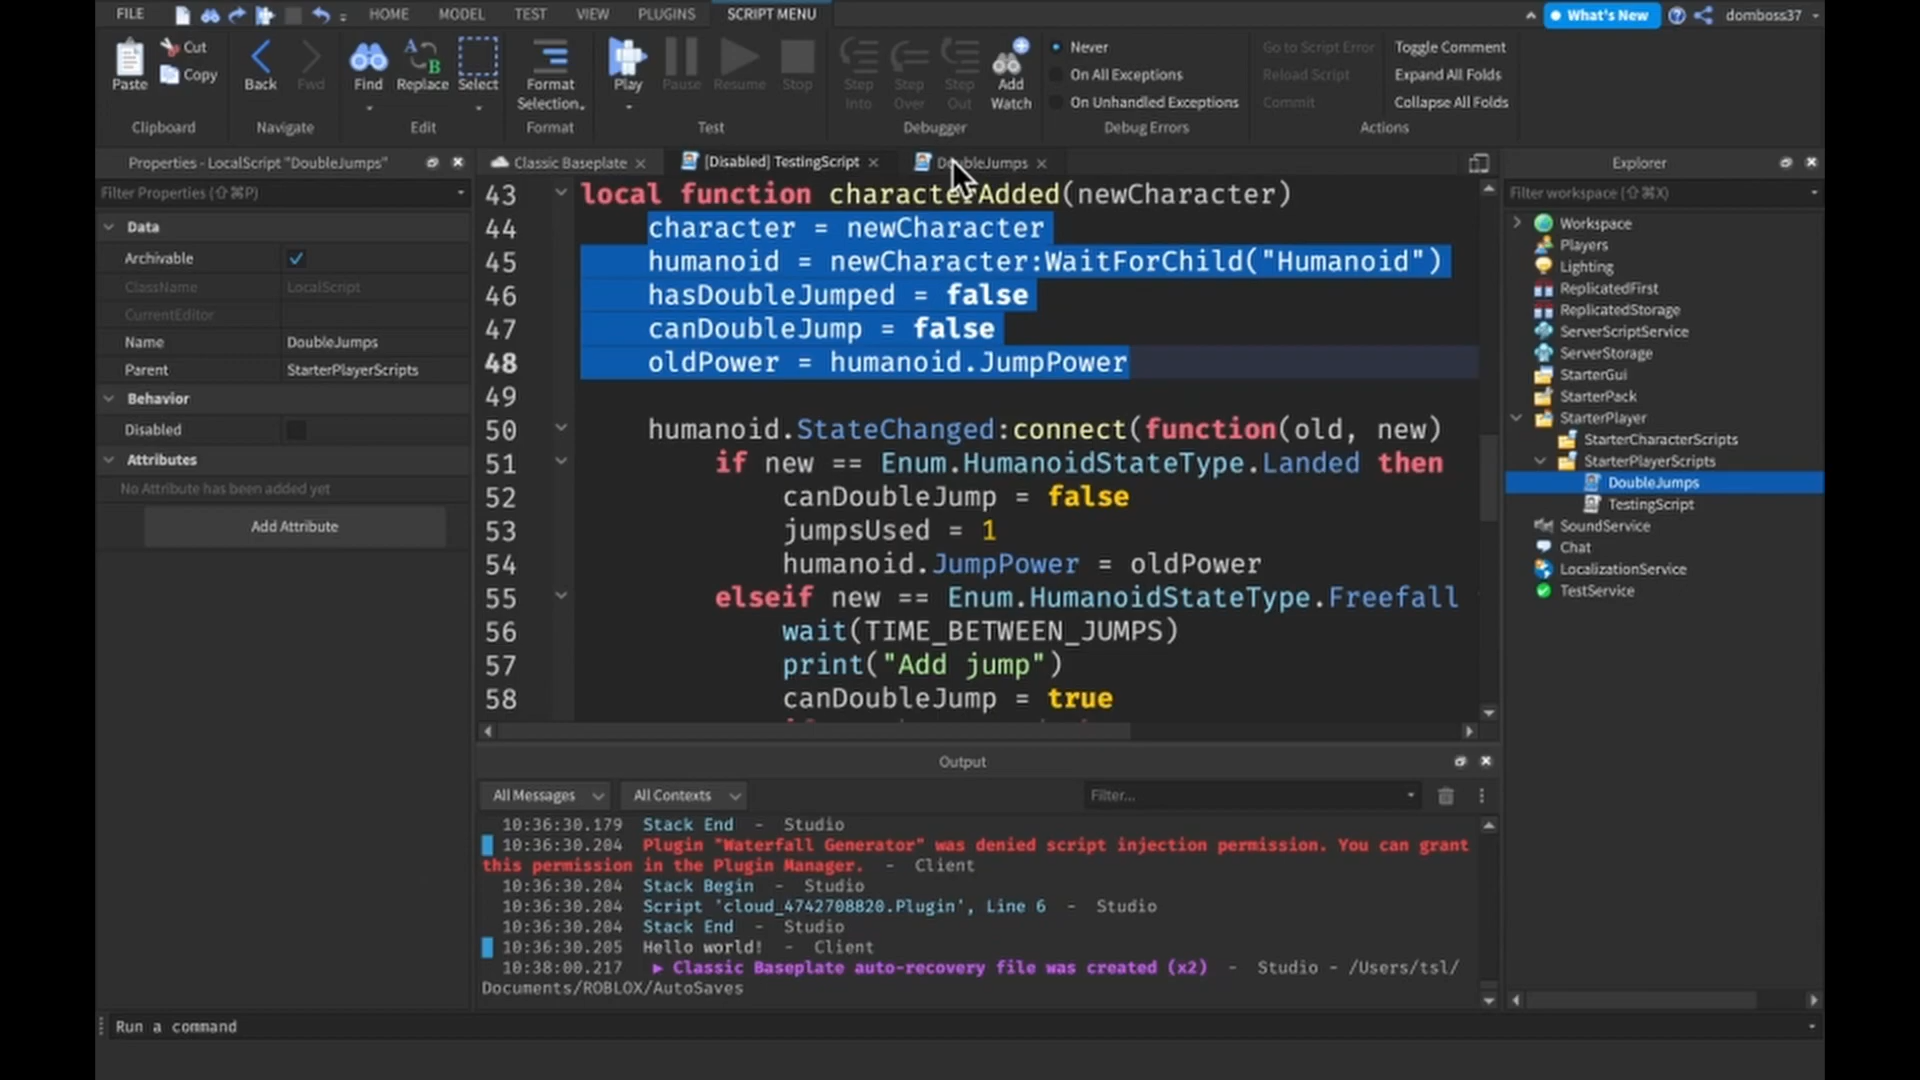 FILE
HOME
MODEL
TEST
VIEW
PLUGINS
SCRIPT MENU
What's New
domboss37
Paste
Cut
Copy
Clipboard
Back
Fwd
Navigate
Find
Replace
Select
Edit
Format
Selection
Format
Play
Pause
Resume
Stop
Test
Step
Into
Step
Over
Step
Out
Add
Watch
Debugger
Never
On All Exceptions
On Unhandled Exceptions
Debug Errors
Go to Script Error
Reload Script
Commit
Toggle Comment
Expand All Folds
Collapse All Folds
Actions
Properties - LocalScript "DoubleJumps"
Filter Properties (⇧⌘P)
Data
Archivable
ClassName LocalScript
CurrentEditor
Name DoubleJumps
Parent StarterPlayerScripts
Behavior
Disabled
Attributes
No Attribute has been added yet
Add Attribute
Classic Baseplate
[Disabled] TestingScript
DoubleJumps
43 local function characterAdded(newCharacter)
44 character = newCharacter
45 humanoid = newCharacter:WaitForChild("Humanoid")
46 hasDoubleJumped = false
47 canDoubleJump = false
48 oldPower = humanoid.JumpPower
49
50 humanoid.StateChanged:connect(function(old, new)
51 if new == Enum.HumanoidStateType.Landed then
52 canDoubleJump = false
53 jumpsUsed = 1
54 humanoid.JumpPower = oldPower
55 elseif new == Enum.HumanoidStateType.Freefall
56 wait(TIME_BETWEEN_JUMPS)
57 print("Add jump")
58 canDoubleJump = true
Output
All Messages
All Contexts
Filter...
10:36:30.179 Stack End - Studio
10:36:30.204 Plugin "Waterfall Generator" was denied script injection permission. You can grant
this permission in the Plugin Manager. - Client
10:36:30.204 Stack Begin - Studio
10:36:30.204 Script 'cloud_4742708820.Plugin', Line 6 - Studio
10:36:30.204 Stack End - Studio
10:36:30.205 Hello world! - Client
10:38:00.217 ▶ Classic Baseplate auto-recovery file was created (x2) - Studio - /Users/tsl/
Documents/ROBLOX/AutoSaves
Explorer
Filter workspace (⇧⌘X)
Workspace
Players
Lighting
ReplicatedFirst
ReplicatedStorage
ServerScriptService
ServerStorage
StarterGui
StarterPack
StarterPlayer
StarterCharacterScripts
StarterPlayerScripts
DoubleJumps
TestingScript
SoundService
Chat
LocalizationService
TestService
Run a command